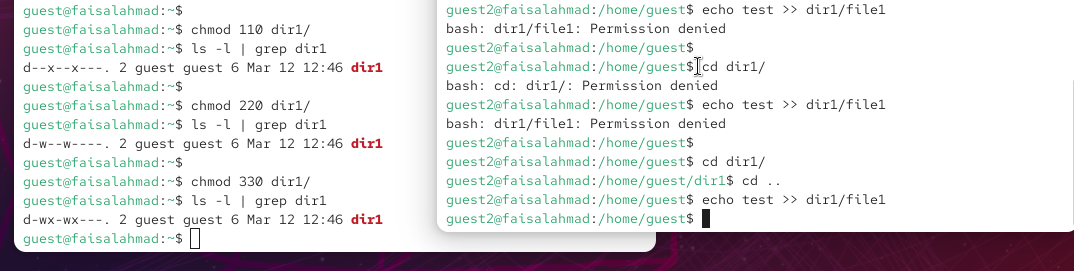 guest@faisalahmad:~$
guest@faisalahmad:~$ chmod 110 dir1/
guest@faisalahmad:~$ ls -l | grep dir1
d--x--x---. 2 guest guest 6 Mar 12 12:46 dir1
guest@faisalahmad:~$
guest@faisalahmad:~$ chmod 220 dir1/
guest@faisalahmad:~$ ls -l | grep dir1
d-w--w----. 2 guest guest 6 Mar 12 12:46 dir1
guest@faisalahmad:~$
guest@faisalahmad:~$ chmod 330 dir1/
guest@faisalahmad:~$ ls -l | grep dir1
d-wx-wx---. 2 guest guest 6 Mar 12 12:46 dir1
guest@faisalahmad:~$
guest2@faisalahmad:/home/guest$ echo test >> dir1/file1
bash: dir1/file1: Permission denied
guest2@faisalahmad:/home/guest$
guest2@faisalahmad:/home/guest$ cd dir1/
bash: cd: dir1/: Permission denied
guest2@faisalahmad:/home/guest$ echo test >> dir1/file1
bash: dir1/file1: Permission denied
guest2@faisalahmad:/home/guest$
guest2@faisalahmad:/home/guest$ cd dir1/
guest2@faisalahmad:/home/guest/dir1$ cd ..
guest2@faisalahmad:/home/guest$ echo test >> dir1/file1
guest2@faisalahmad:/home/guest$